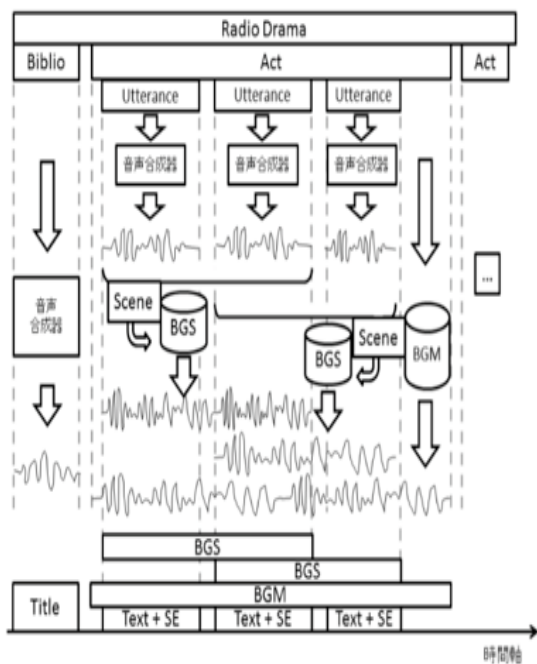 Radio Drama
Biblio
Act
Act
Utterance
Utterance
Utterance
音声合成器
音声合成器
音声合成器
音声
合成器
...
Scene
BGS
BGS
Scene
BGM
BGS
BGS
BGM
Title
Text + SE
Text + SE
Text + SE
時間軸